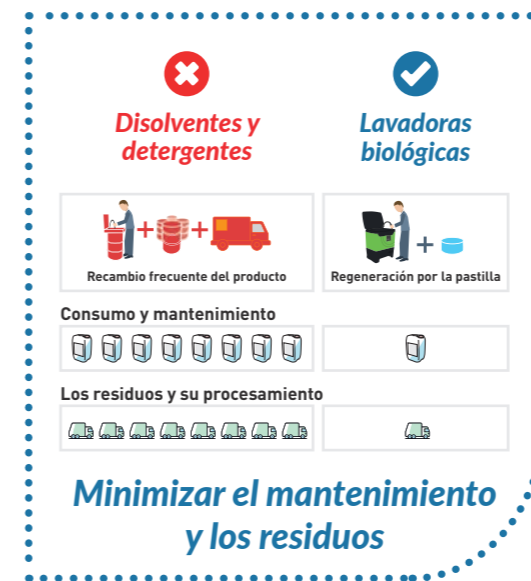 Disolventes y
detergentes
Lavadoras
biológicas
Recambio frecuente del producto
Regeneración por la pastilla
Consumo y mantenimiento
Los residuos y su procesamiento
Minimizar el mantenimiento
y los residuos